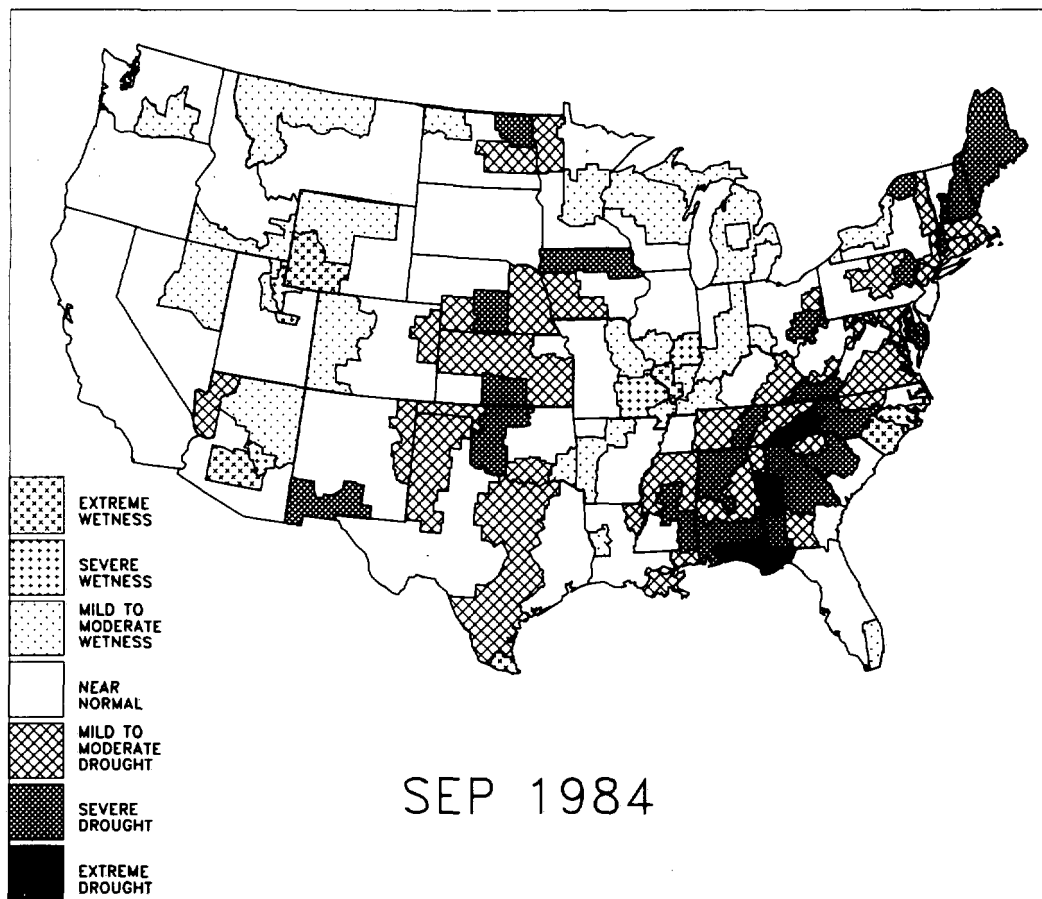 EXTREME
WETNESS
SEVERE
WETNESS
MILD TO
MODERATE
WETNESS
NEAR
NORMAL
MILD TO
MODERATE
DROUGHT
SEVERE
DROUGHT
EXTREME
DROUGHT
SEP 1984